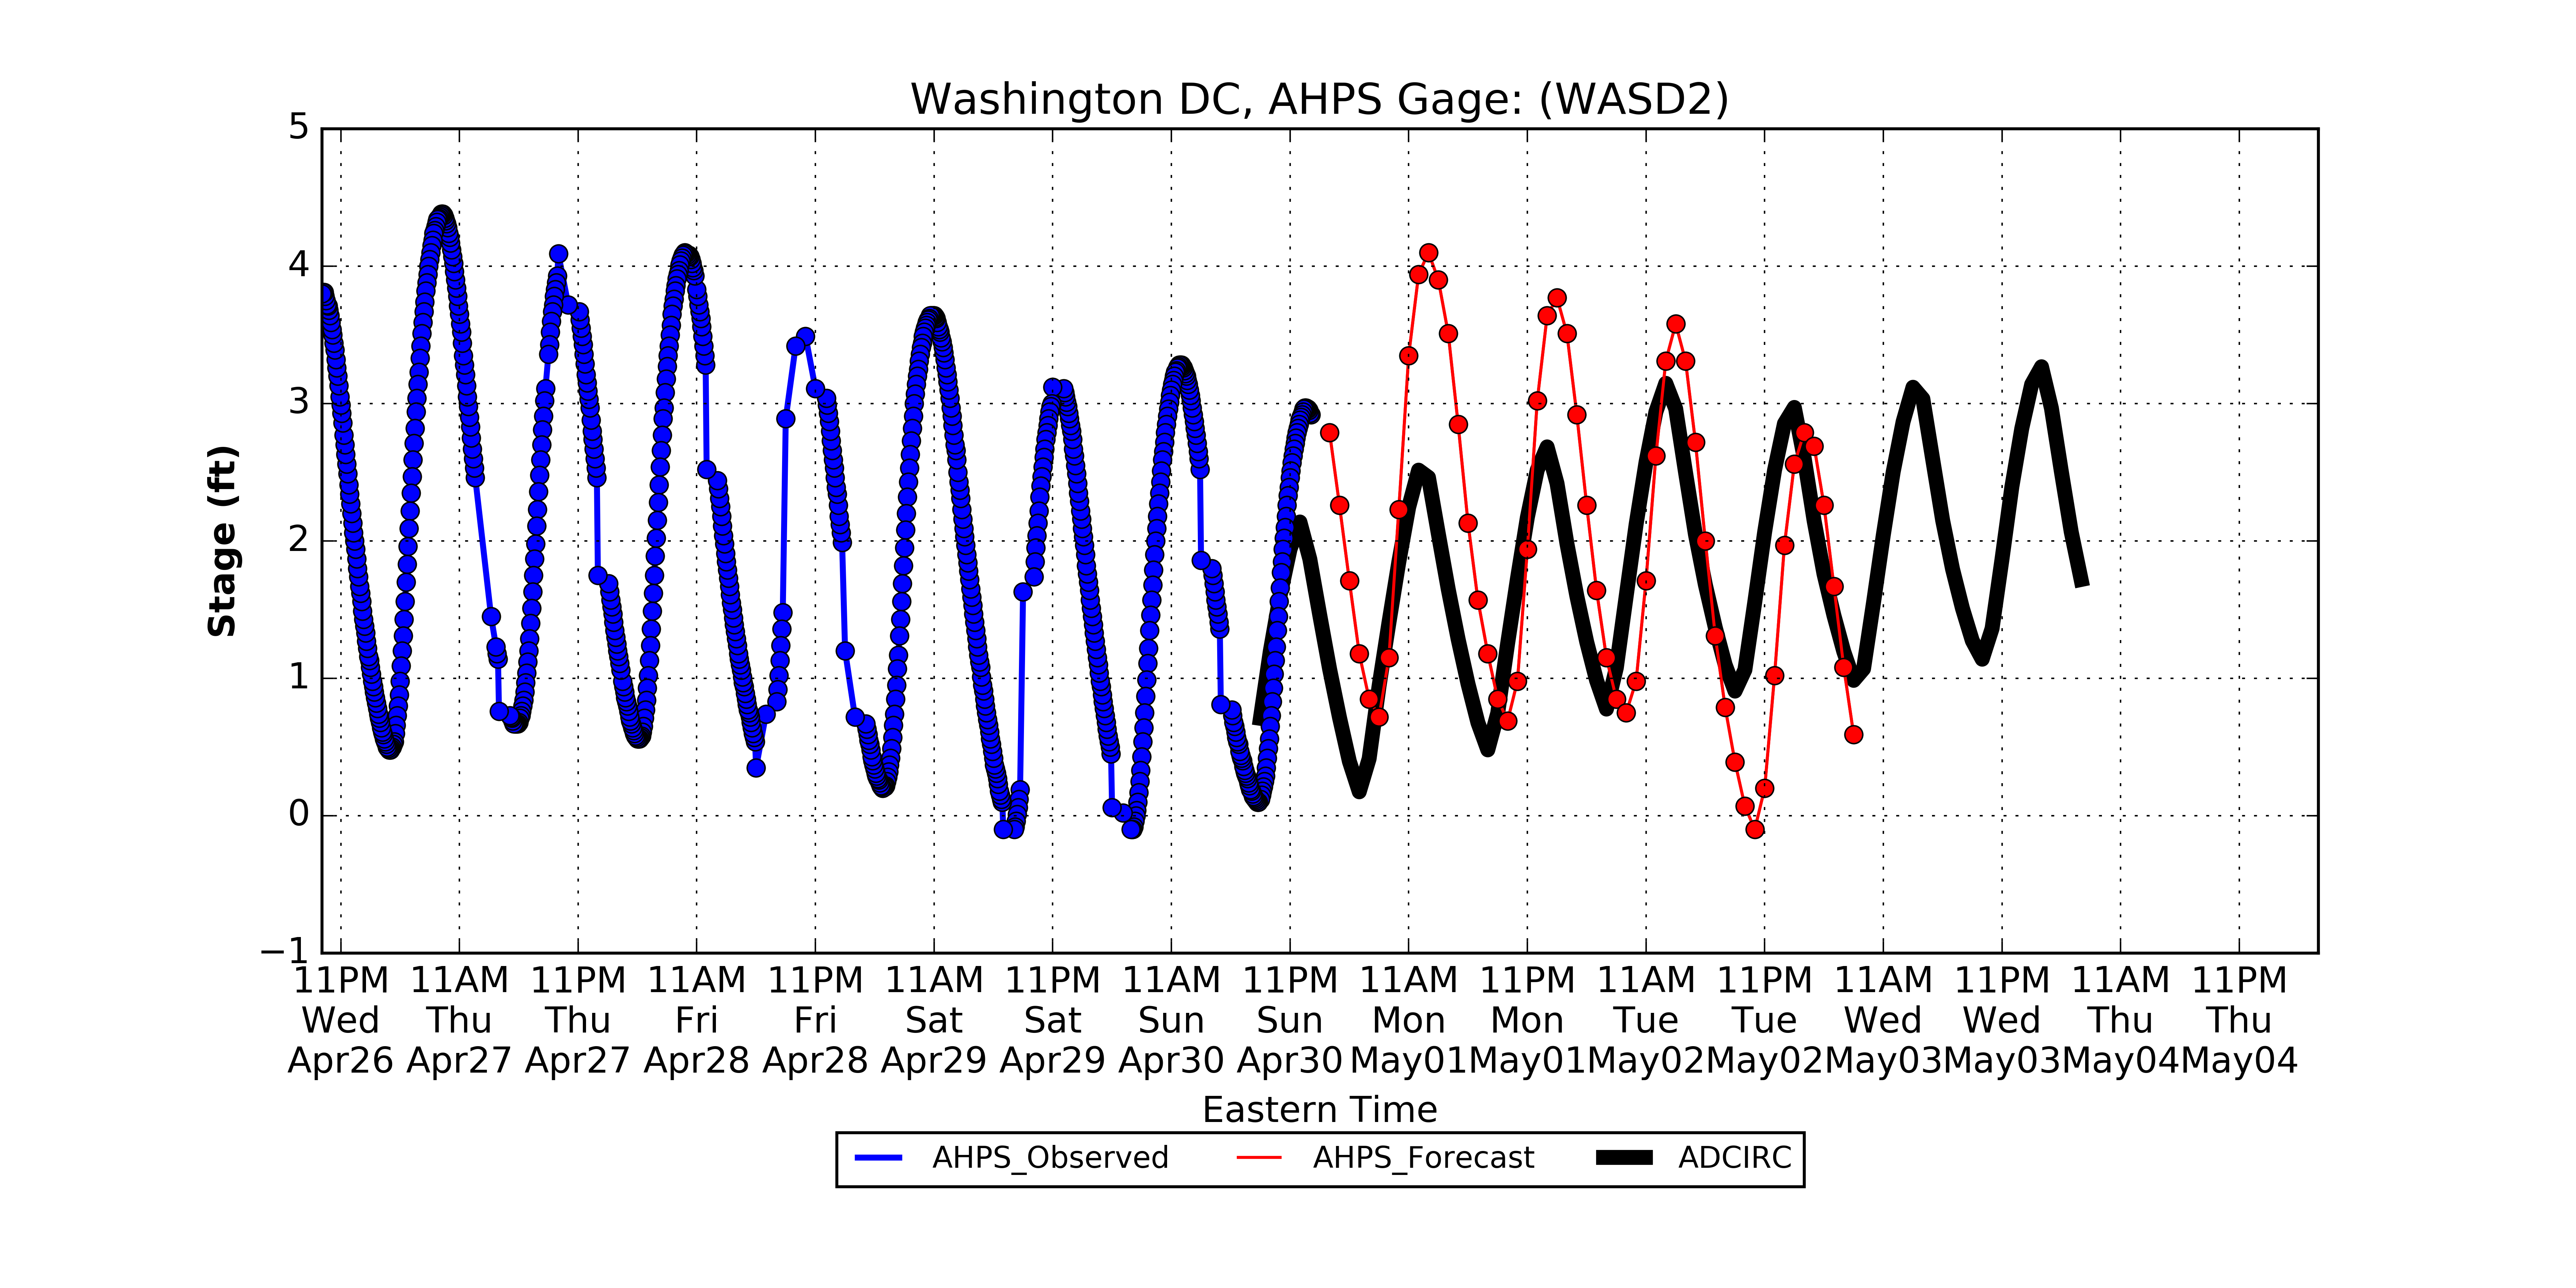 Washington DC, AHPS Gage: (WASD2)
5
4
3
2
1
0
−1
Stage (ft)
11PM 11AM 11PM 11AM 11PM 11AM 11PM 11AM 11PM 11AM 11PM 11AM 11PM 11AM 11PM 11AM 11PM
Wed Thu Thu Fri Fri Sat Sat Sun Sun Mon Mon Tue Tue Wed Wed Thu Thu
Apr26 Apr27 Apr27 Apr28 Apr28 Apr29 Apr29 Apr30 Apr30 May01 May01 May02 May02 May03 May03 May04 May04
Eastern Time
AHPS_Observed AHPS_Forecast ADCIRC